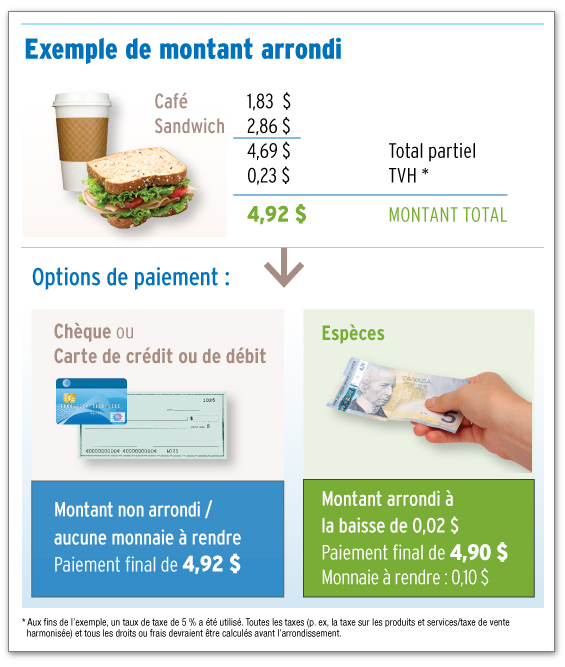 Exemple de montant arrondi
Café 1,83 $
Sandwich 2,86 $
4,69 $ Total partiel
0,23 $ TVH *
4,92 $ MONTANT TOTAL
Options de paiement :
Chèque ou
Carte de crédit ou de débit
Espèces
CANADA
5
1025
$
Montant non arrondi /
aucune monnaie à rendre
Paiement final de 4,92 $
Montant arrondi à
la baisse de 0,02 $
Paiement final de 4,90 $
Monnaie à rendre : 0,10 $
* Aux fins de l'exemple, un taux de taxe de 5 % a été utilisé. Toutes les taxes (p. ex, la taxe sur les produits et services/taxe de vente
harmonisée) et tous les droits ou frais devraient être calculés avant l'arrondissement.